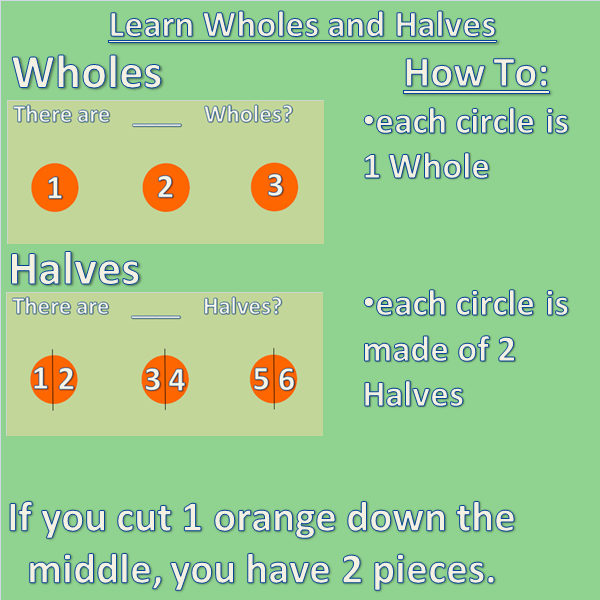 Learn Wholes and Halves
Wholes
There are ____ Wholes?
1 2 3
How To:
•each circle is
1 Whole
Halves
There are ____ Halves?
1 2 3 4 5 6
•each circle is
made of 2
Halves
If you cut 1 orange down the
middle, you have 2 pieces.